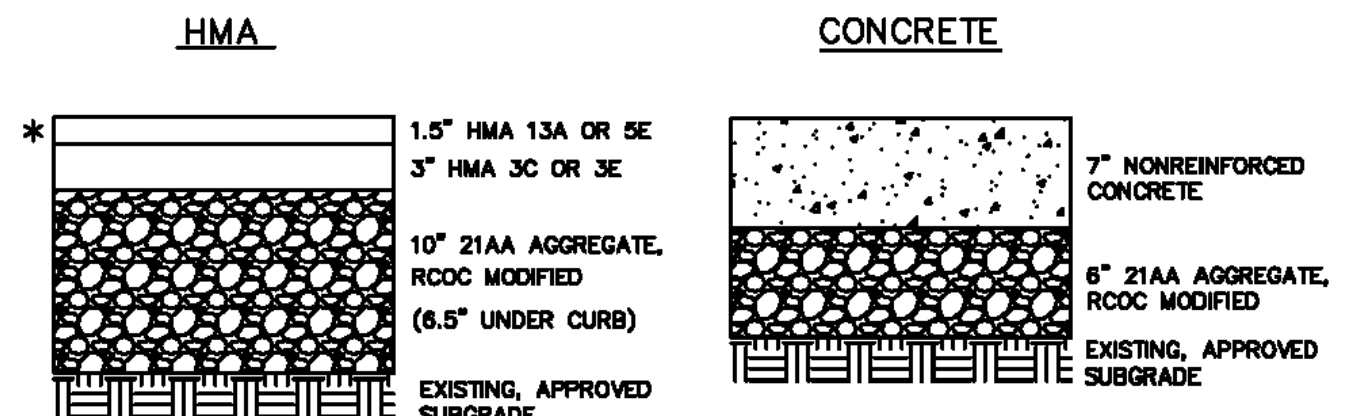 HMA
* 1.5" HMA 13A OR 5E
3" HMA 3C OR 3E
10" 21AA AGGREGATE,
RCOC MODIFIED
(6.5" UNDER CURB)
EXISTING, APPROVED
SUBGRADE
CONCRETE
7" NONREINFORCED
CONCRETE
6" 21AA AGGREGATE,
RCOC MODIFIED
EXISTING, APPROVED
SUBGRADE